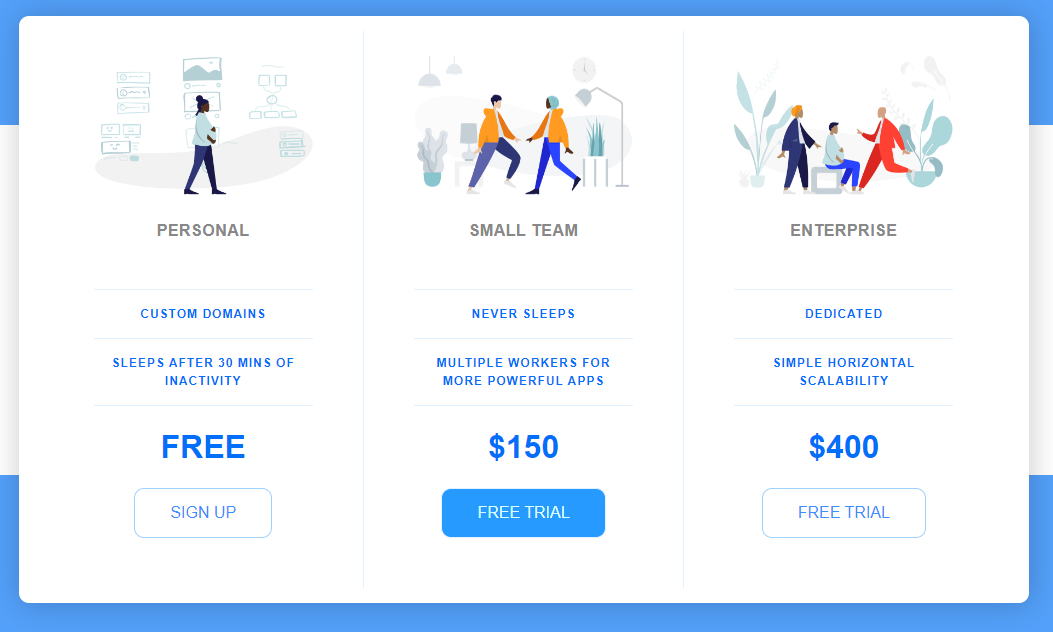 PERSONAL
CUSTOM DOMAINS
SLEEPS AFTER 30 MINS OF
INACTIVITY
FREE
SIGN UP
SMALL TEAM
NEVER SLEEPS
MULTIPLE WORKERS FOR
MORE POWERFUL APPS
$150
FREE TRIAL
ENTERPRISE
DEDICATED
SIMPLE HORIZONTAL
SCALABILITY
$400
FREE TRIAL